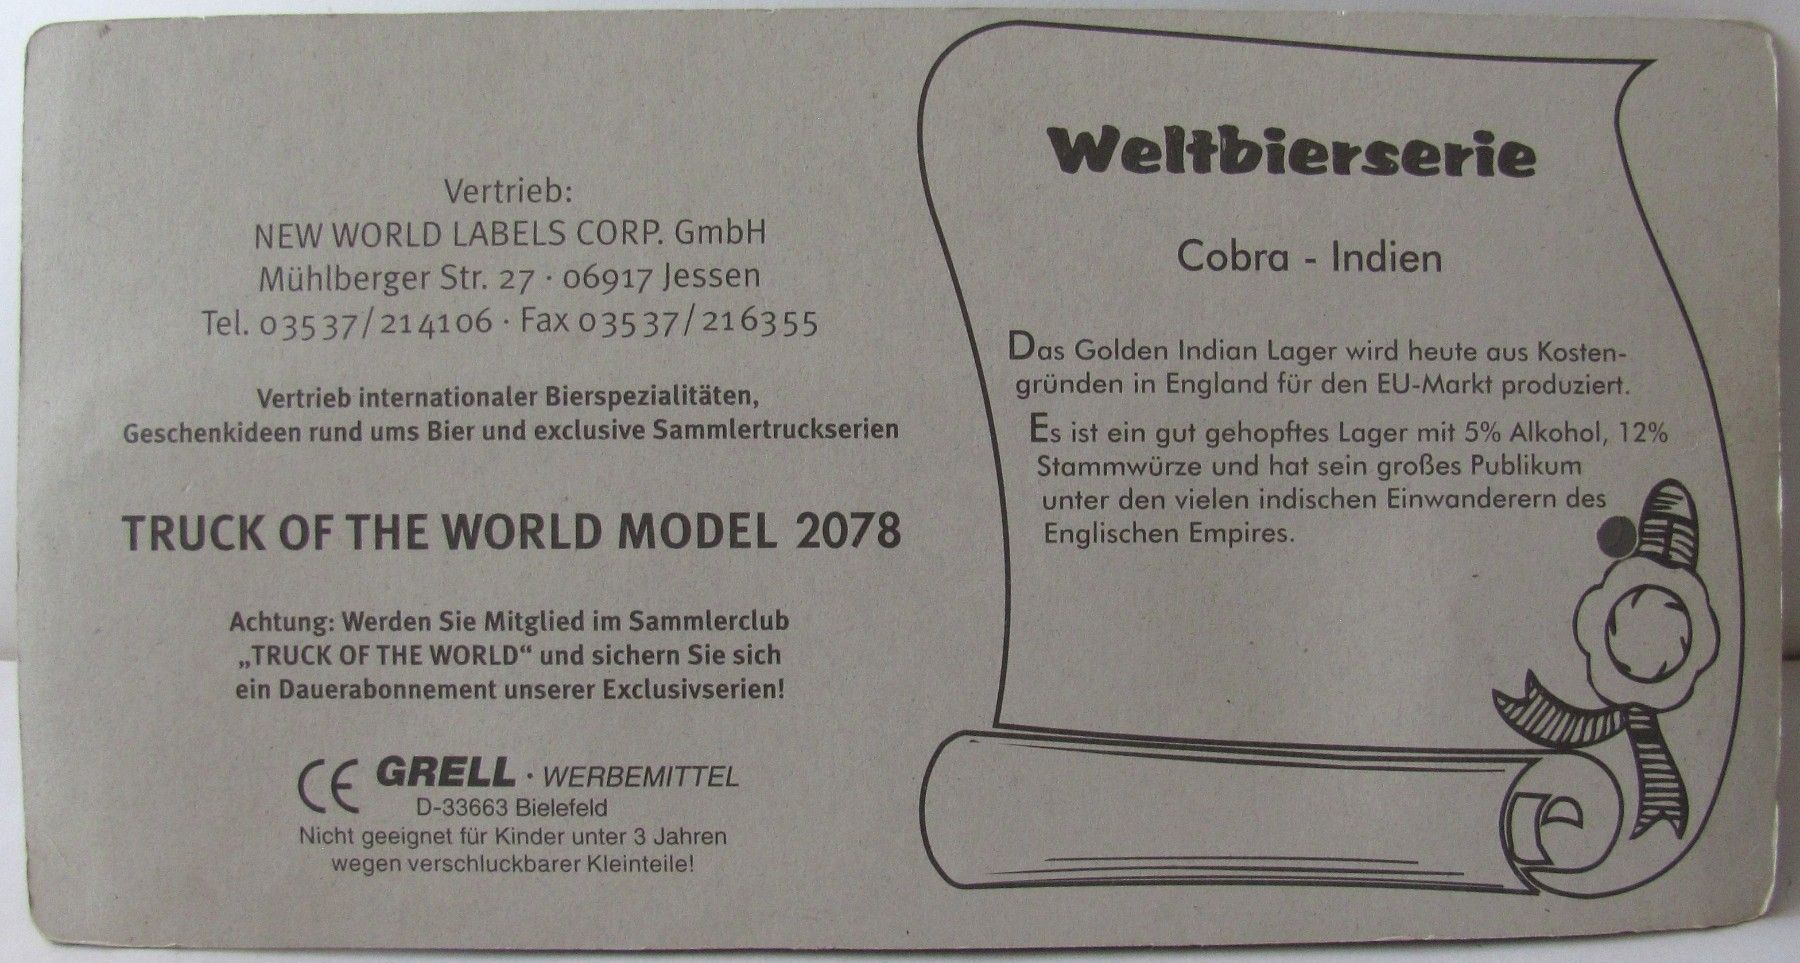 Vertrieb:
NEW WORLD LABELS CORP. GmbH
Mühlberger Str. 27 · 06917 Jessen
Tel. 03537/214106 · Fax 03537/216355
Vertrieb internationaler Bierspezialitäten,
Geschenkideen rund ums Bier und exclusive Sammlertruckserien
TRUCK OF THE WORLD MODEL 2078
Achtung: Werden Sie Mitglied im Sammlerclub
„TRUCK OF THE WORLD“ und sichern Sie sich
ein Dauerabonnement unserer Exclusivserien!
CE GRELL · WERBEMITTEL
D-33663 Bielefeld
Nicht geeignet für Kinder unter 3 Jahren
wegen verschluckbarer Kleinteile!
Weltbierserie
Cobra - Indien
Das Golden Indian Lager wird heute aus Kosten-
gründen in England für den EU-Markt produziert.
Es ist ein gut gehopftes Lager mit 5% Alkohol, 12%
Stammwürze und hat sein großes Publikum
unter den vielen indischen Einwanderern des
Englischen Empires.